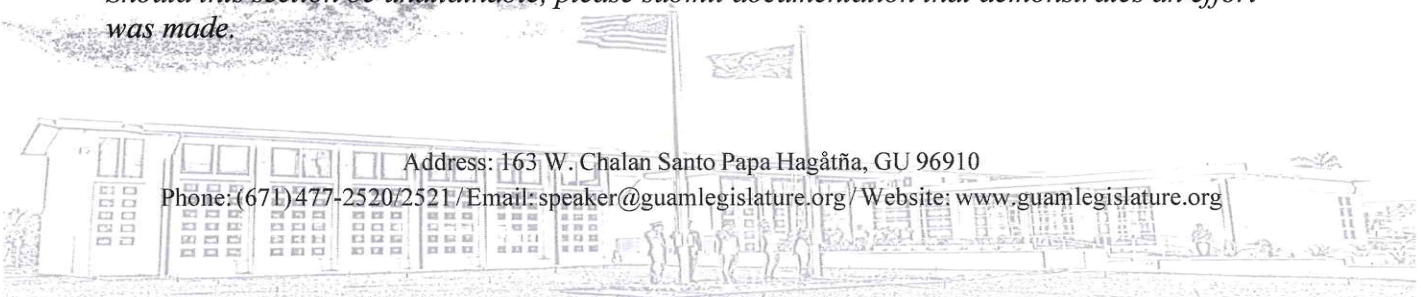 was made.
Address: 163 W. Chalan Santo Papa Hagåtña, GU 96910
Phone: (671)477-2520/2521 / Email: speaker@guamlegislature.org / Website: www.guamlegislature.org